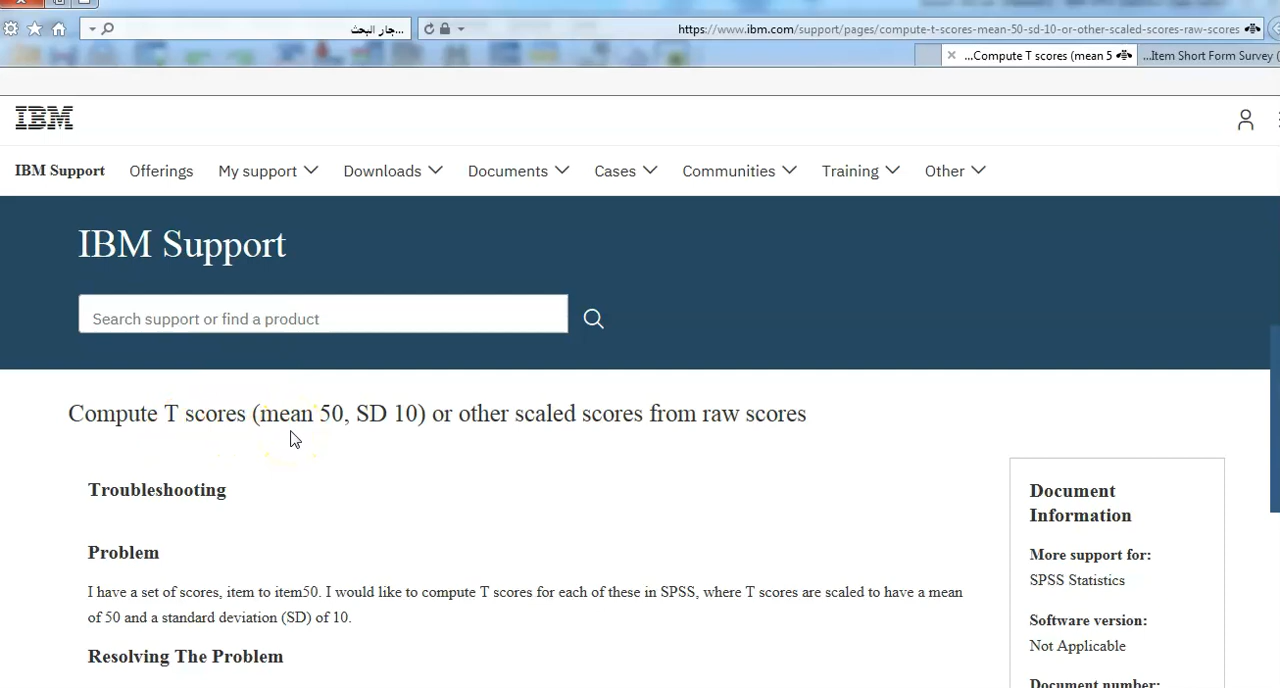 ...جار البحث
https://www.ibm.com/support/pages/compute-t-scores-mean-50-sd-10-or-other-scaled-scores-raw-scores
...Compute T scores (mean 5
...Item Short Form Survey (
IBM
IBM Support Offerings My support Downloads Documents Cases Communities Training Other
IBM Support
Search support or find a product
Compute T scores (mean 50, SD 10) or other scaled scores from raw scores
Troubleshooting
Problem
I have a set of scores, item to item50. I would like to compute T scores for each of these in SPSS, where T scores are scaled to have a mean
of 50 and a standard deviation (SD) of 10.
Resolving The Problem
Document
Information
More support for:
SPSS Statistics
Software version:
Not Applicable
Document number: